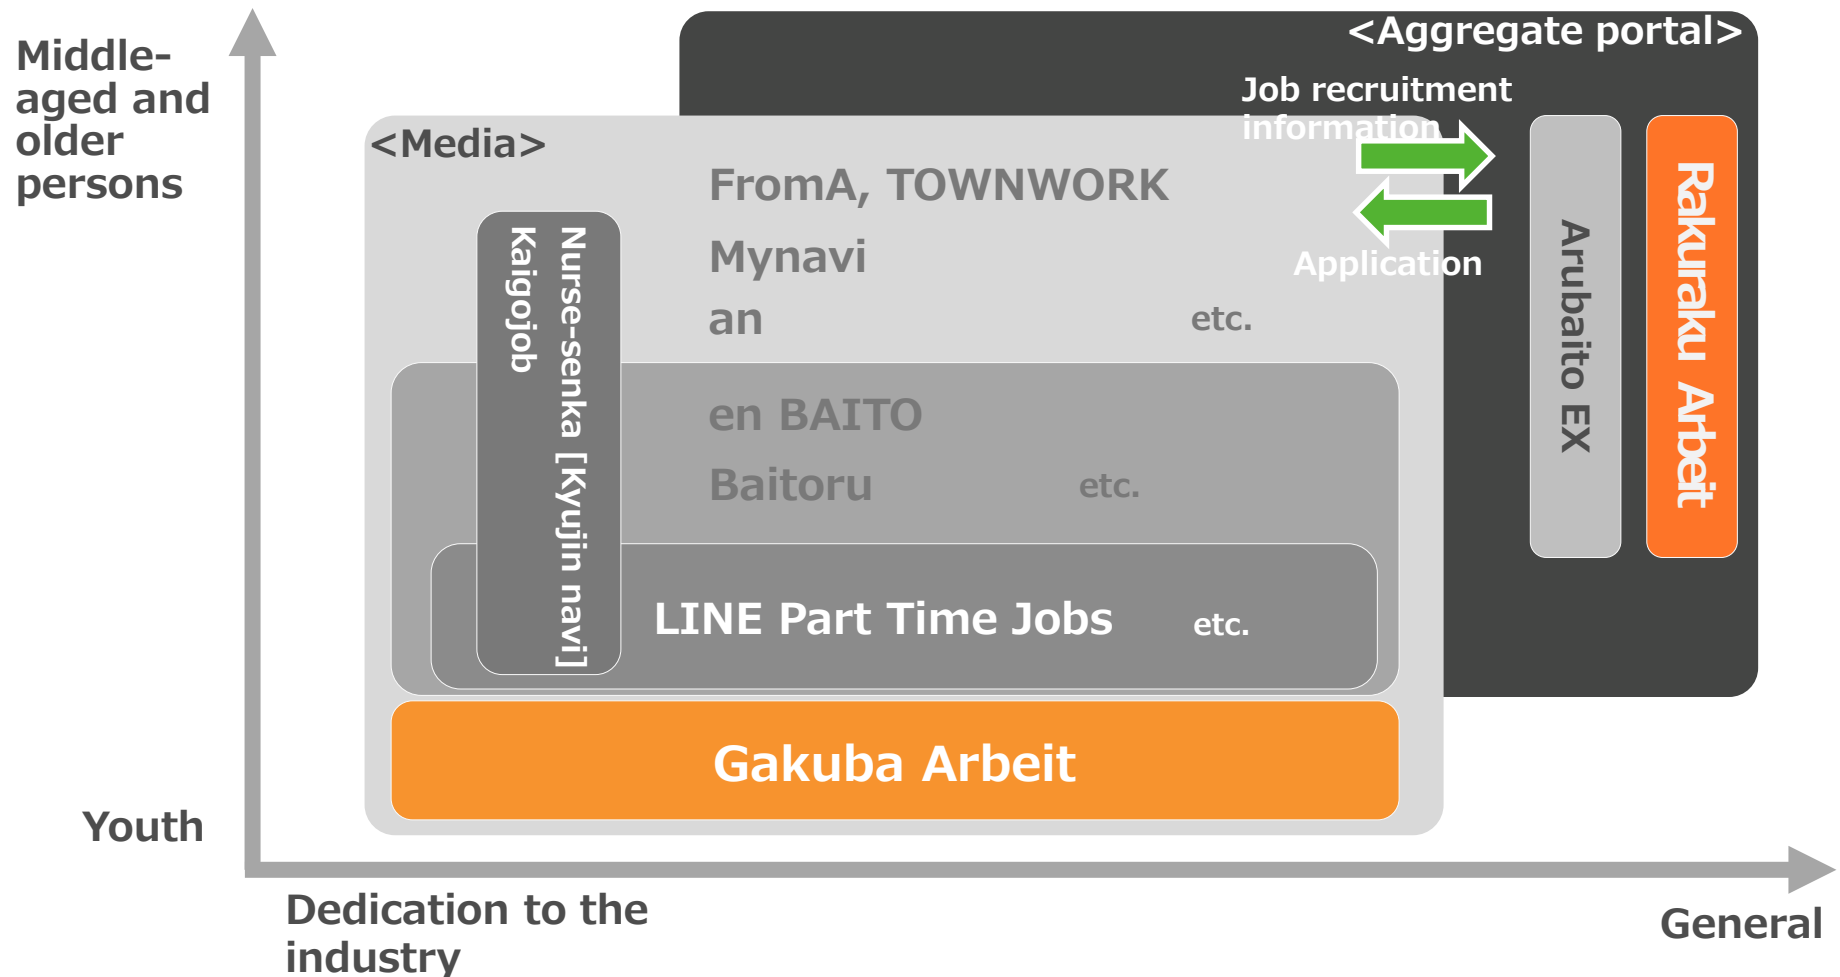 Middle-
aged and
older
persons
<Aggregate portal>
Job recruitment
information
<Media>
FromA, TOWNWORK
Mynavi
an
etc.
Application
Nurse-senka [Kyujin navi]
Kaigojob
Arubaito EX
Rakuraku Arbeit
en BAITO
Baitoru
etc.
LINE Part Time Jobs
etc.
Gakuba Arbeit
Youth
Dedication to the
industry
General